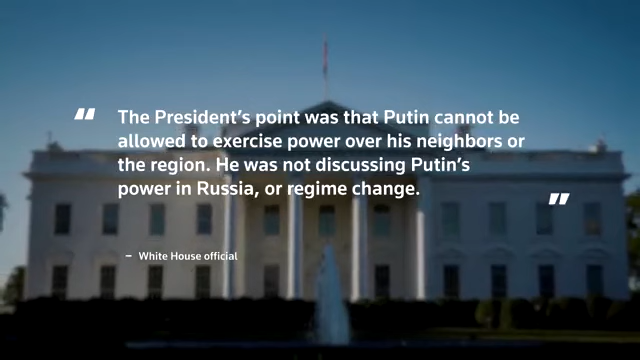 “
The President’s point was that Putin cannot be
allowed to exercise power over his neighbors or
the region. He was not discussing Putin’s
power in Russia, or regime change.
”
– White House official